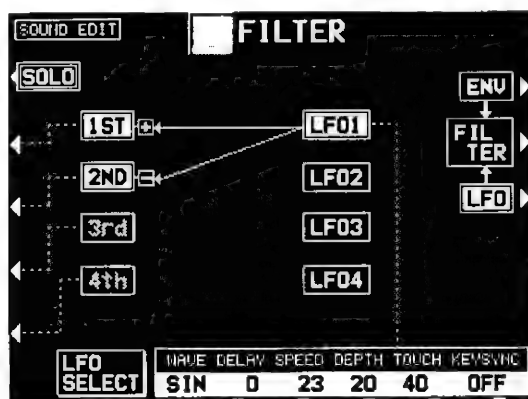 SOUND EDIT
FILTER
SOLO
ENV
1ST + LFO1
FIL
TER
2ND - LFO2
LFO
3rd LFO3
4th LFO4
LFO
SELECT
WAVE DELAY SPEED DEPTH TOUCH KEYSYNC
SIN 0 23 20 40 OFF